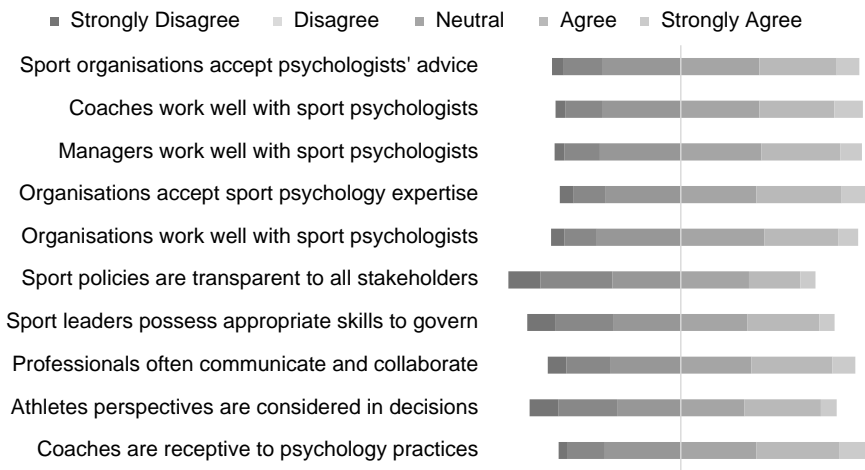 Strongly Disagree Disagree Neutral Agree Strongly Agree
Sport organisations accept psychologists' advice
Coaches work well with sport psychologists
Managers work well with sport psychologists
Organisations accept sport psychology expertise
Organisations work well with sport psychologists
Sport policies are transparent to all stakeholders
Sport leaders possess appropriate skills to govern
Professionals often communicate and collaborate
Athletes perspectives are considered in decisions
Coaches are receptive to psychology practices